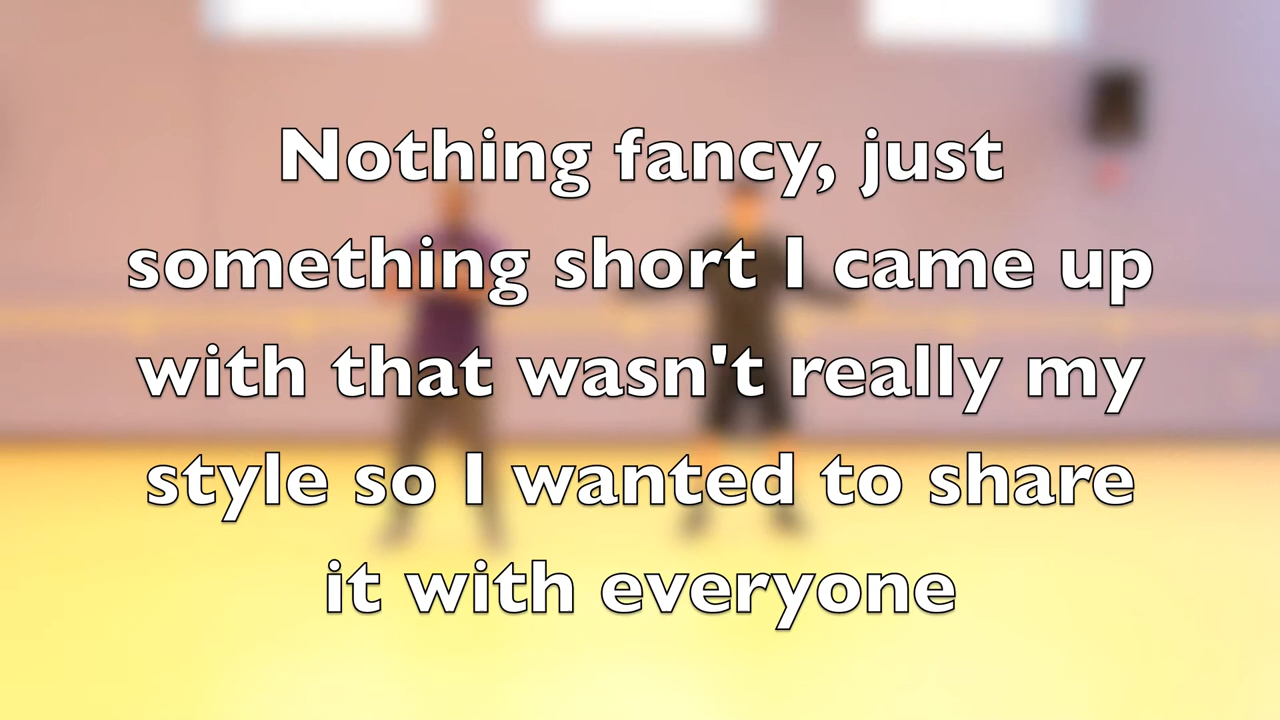 Nothing fancy, just
something short I came up
with that wasn't really my
style so I wanted to share
it with everyone